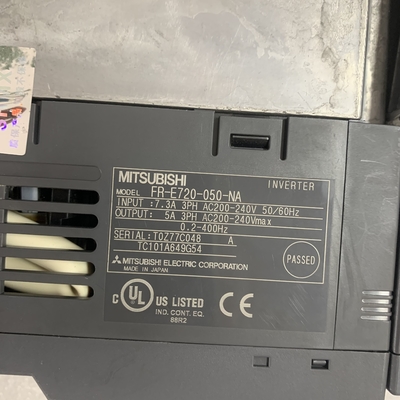 MITSUBISHI
INVERTER
MODEL FR-E720-050-NA
INPUT :7.3A 3PH AC200-240V 50/60Hz
OUTPUT: 5A 3PH AC200-240Vmax
0.2-400Hz
SERIAL:T0Z77C048 A
TC101A649G54
PASSED
MITSUBISHI ELECTRIC CORPORATION
MADE IN JAPAN
C UL US LISTED CE
IND. CONT. EQ.
88R2